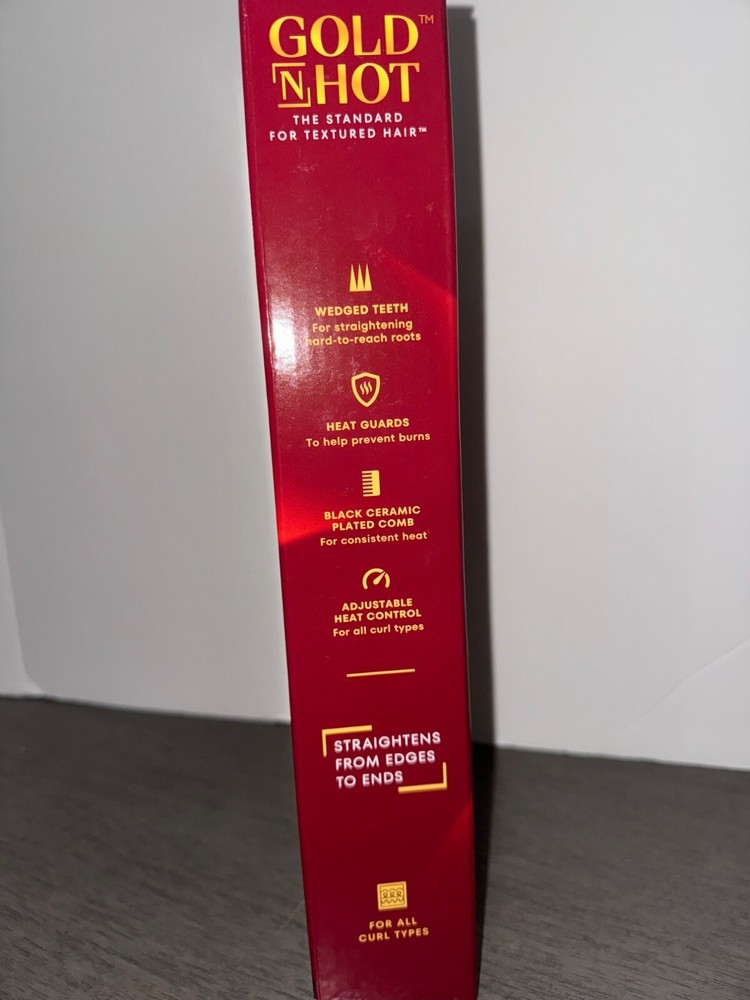 GOLD™
N HOT
THE STANDARD
FOR TEXTURED HAIR™
WEDGED TEETH
For straightening
hard-to-reach roots
HEAT GUARDS
To help prevent burns
BLACK CERAMIC
PLATED COMB
For consistent heat
ADJUSTABLE
HEAT CONTROL
For all curl types
STRAIGHTENS
FROM EDGES
TO ENDS
FOR ALL
CURL TYPES